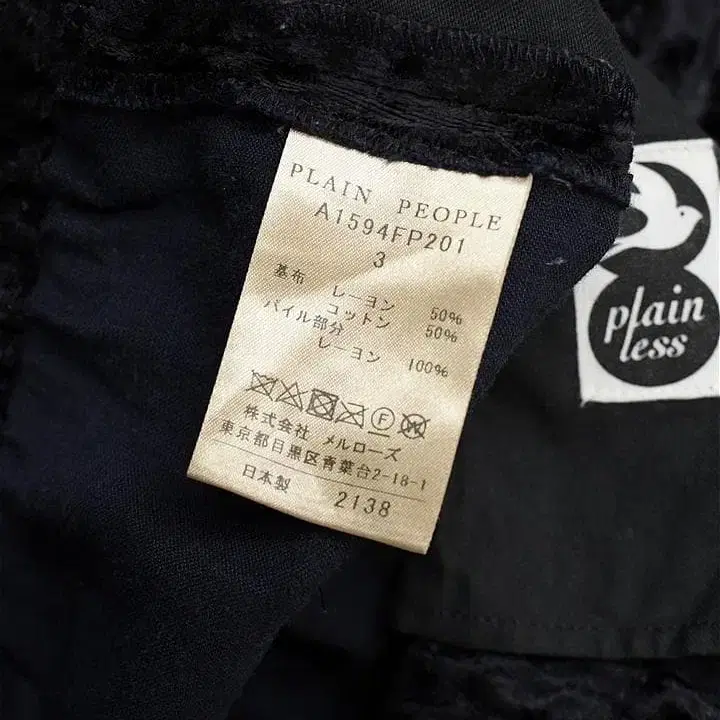 PLAIN PEOPLE
A1594FP201
3
基布 レーヨン 50%
コットン 50%
パイル部分
レーヨン 100%
株式会社 メルローズ
東京都目黒区青葉台2-18-1
日本製 2138
plain
less